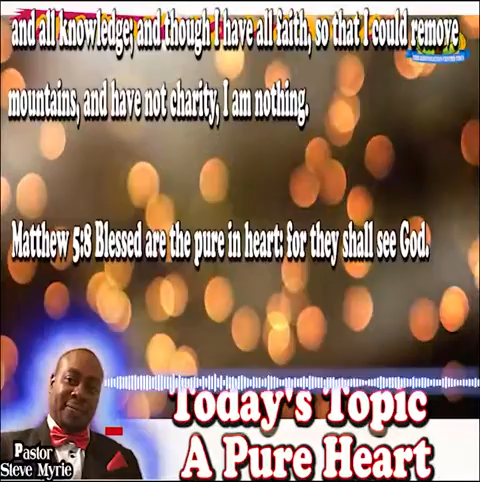 and all knowledge; and though I have all faith, so that I could remove
mountains, and have not charity, I am nothing.
Matthew 5:8 Blessed are the pure in heart: for they shall see God.
Today's Topic
A Pure Heart
Pastor
Steve Myrie